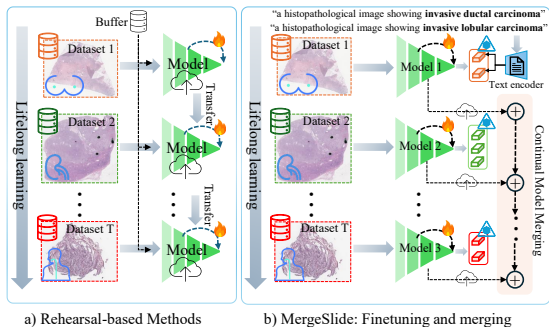 Buffer
Lifelong learning
Dataset 1
Model
Transfer
Dataset 2
Model
Transfer
Dataset T
Model
a) Rehearsal-based Methods
"a histopathological image showing invasive ductal carcinoma"
"a histopathological image showing invasive lobular carcinoma"
Lifelong learning
Dataset 1
Model 1
Text encoder
Dataset 2
Model 2
Continual Model Merging
Dataset T
Model 3
b) MergeSlide: Finetuning and merging